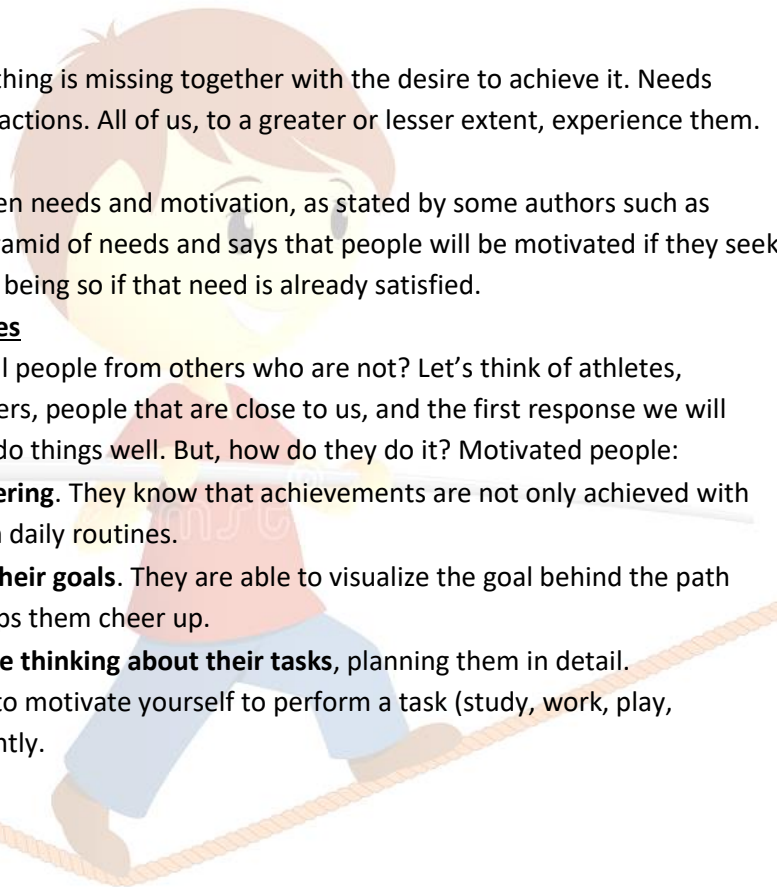 thing is missing together with the desire to achieve it. Needs
actions. All of us, to a greater or lesser extent, experience them.
en needs and motivation, as stated by some authors such as
ramid of needs and says that people will be motivated if they seek
being so if that need is already satisfied.
es
l people from others who are not? Let's think of athletes,
ers, people that are close to us, and the first response we will
do things well. But, how do they do it? Motivated people:
ering. They know that achievements are not only achieved with
daily routines.
heir goals. They are able to visualize the goal behind the path
ps them cheer up.
e thinking about their tasks, planning them in detail.
to motivate yourself to perform a task (study, work, play,
ntly.